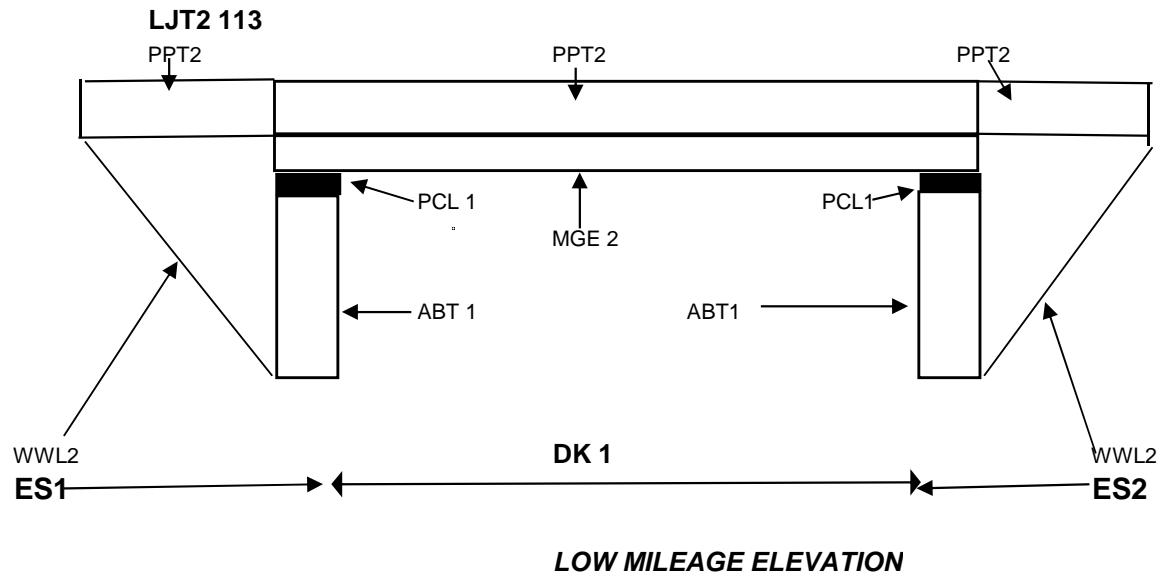 LJT2 113
PPT2 PPT2 PPT2
PCL 1 PCL1
MGE 2
ABT 1 ABT1
WWL2 DK 1 WWL2
ES1 ES2
LOW MILEAGE ELEVATION